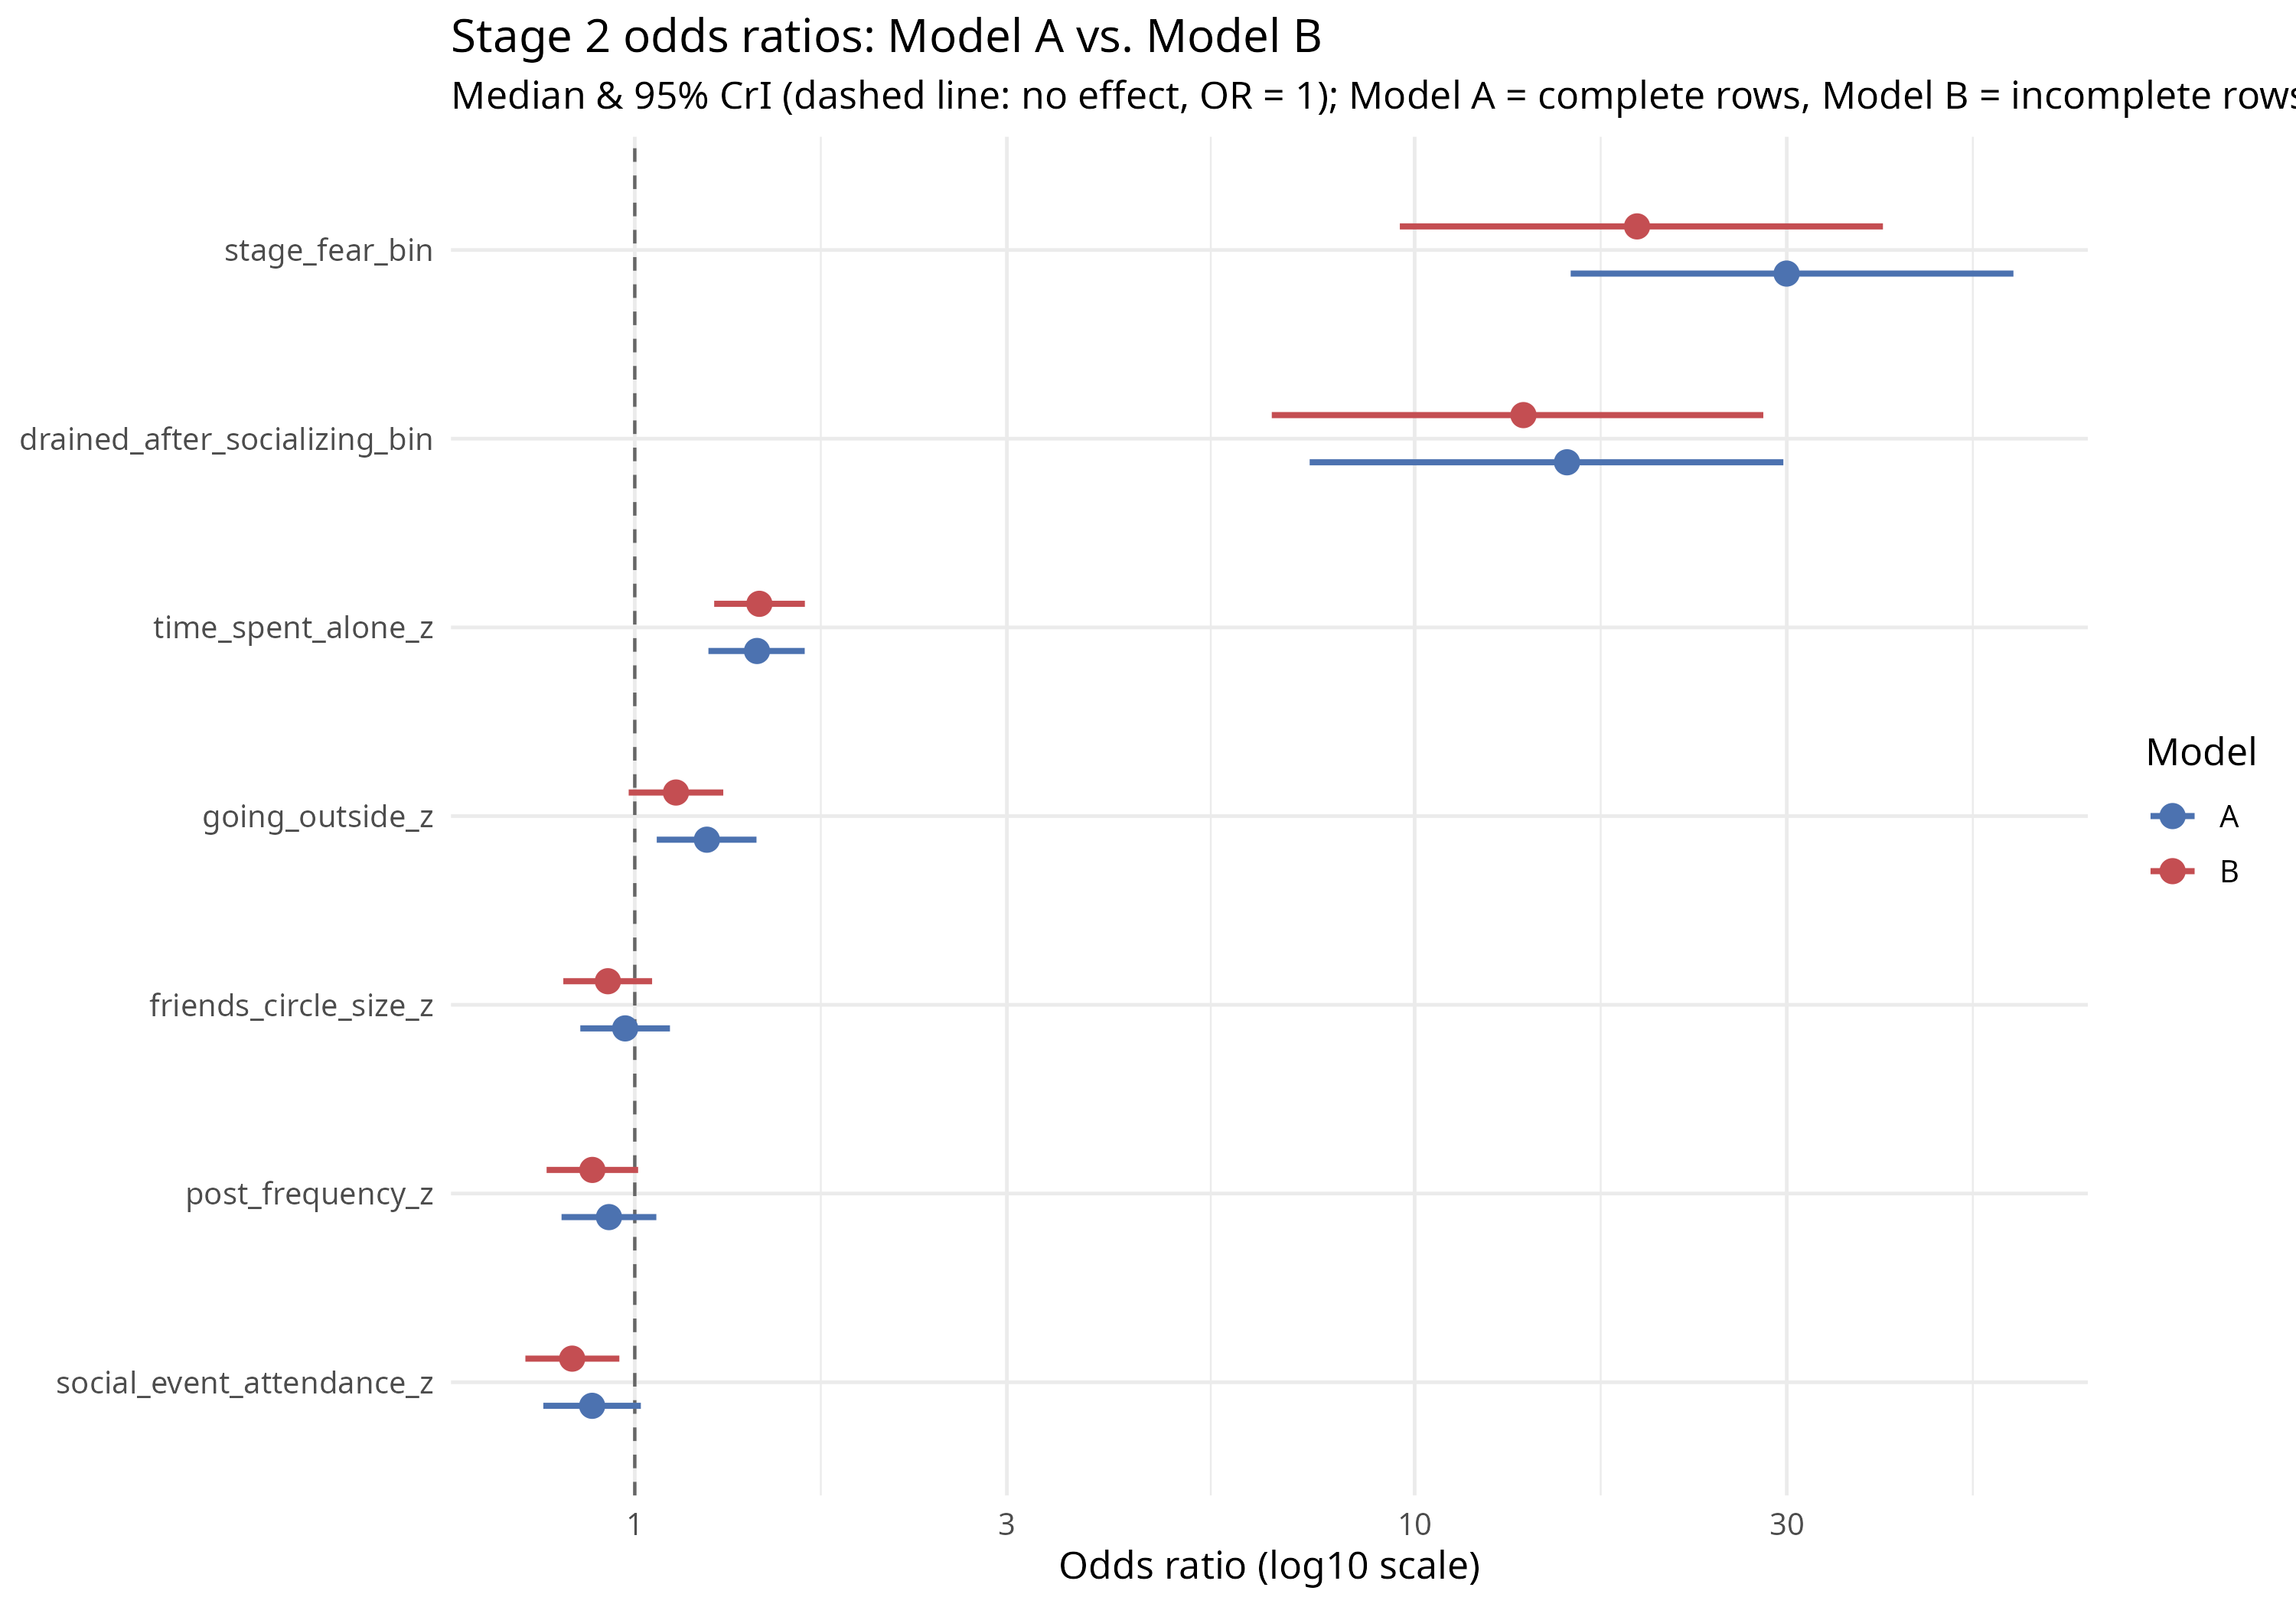 Stage 2 odds ratios: Model A vs. Model B
Median & 95% CrI (dashed line: no effect, OR = 1); Model A = complete rows, Model B = incomplete rows
stage_fear_bin
drained_after_socializing_bin
time_spent_alone_z
going_outside_z
friends_circle_size_z
post_frequency_z
social_event_attendance_z
Model
A
B
1
3
10
30
Odds ratio (log10 scale)